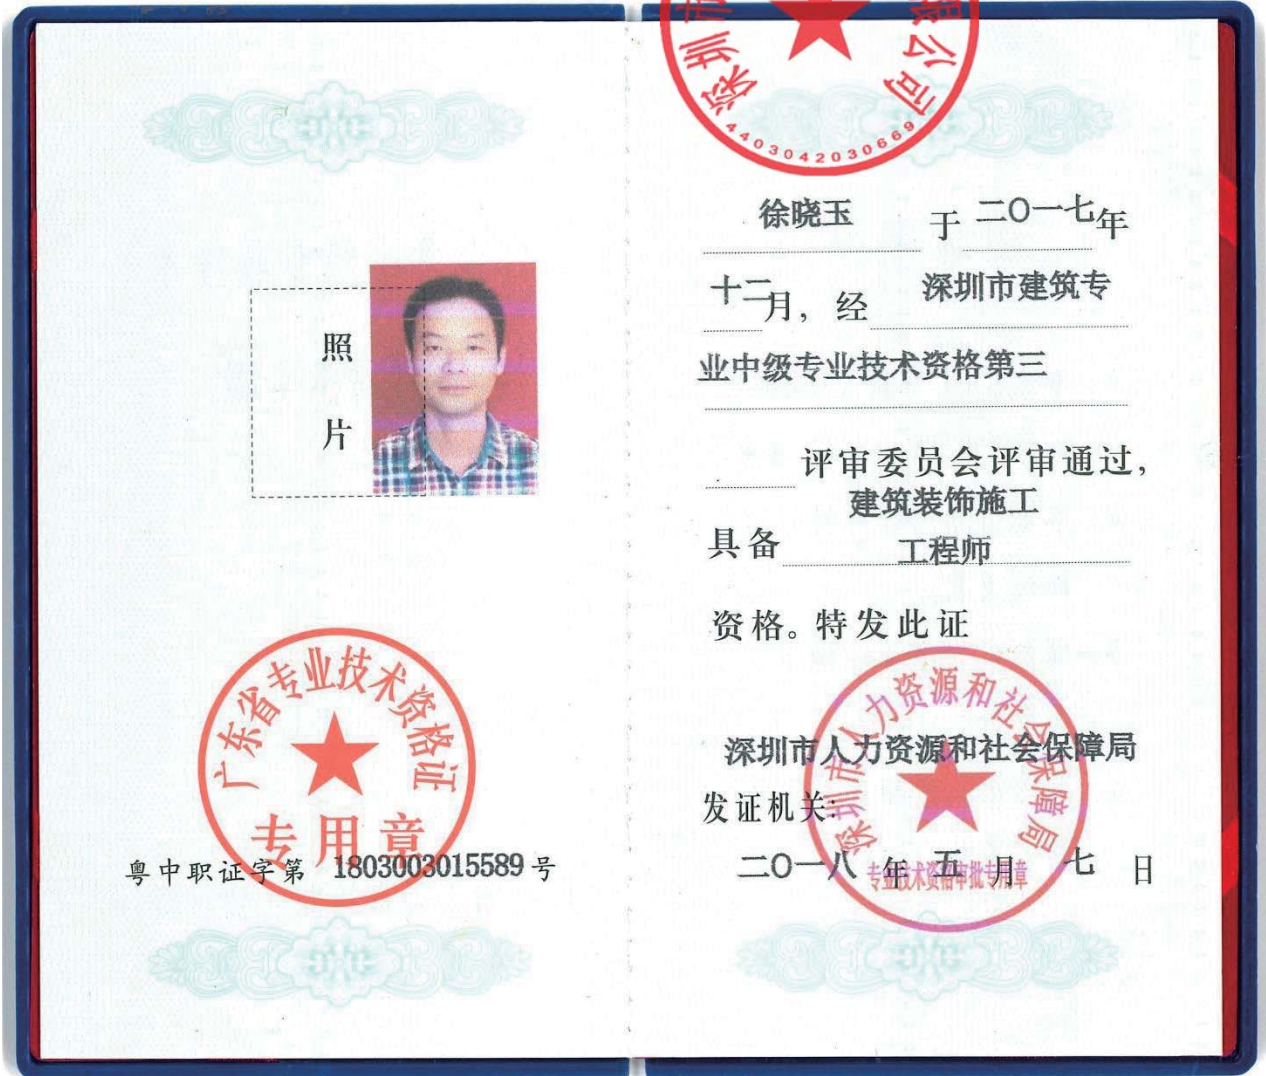 照
片
广东省专业技术资格证
专用章
粤中职证字第 1803003015589 号
深圳市
限公司
4403042030669
徐晓玉 于 二〇一七年
十二月，经 深圳市建筑专
业中级专业技术资格第三
评审委员会评审通过，
建筑装饰施工
具备 工程师
资格。特发此证
深圳市人力资源和社会保障局
深圳市人力资源和社会保障局
发证机关：
二〇一八 年 五 月 七 日
专业技术资格审批专用章